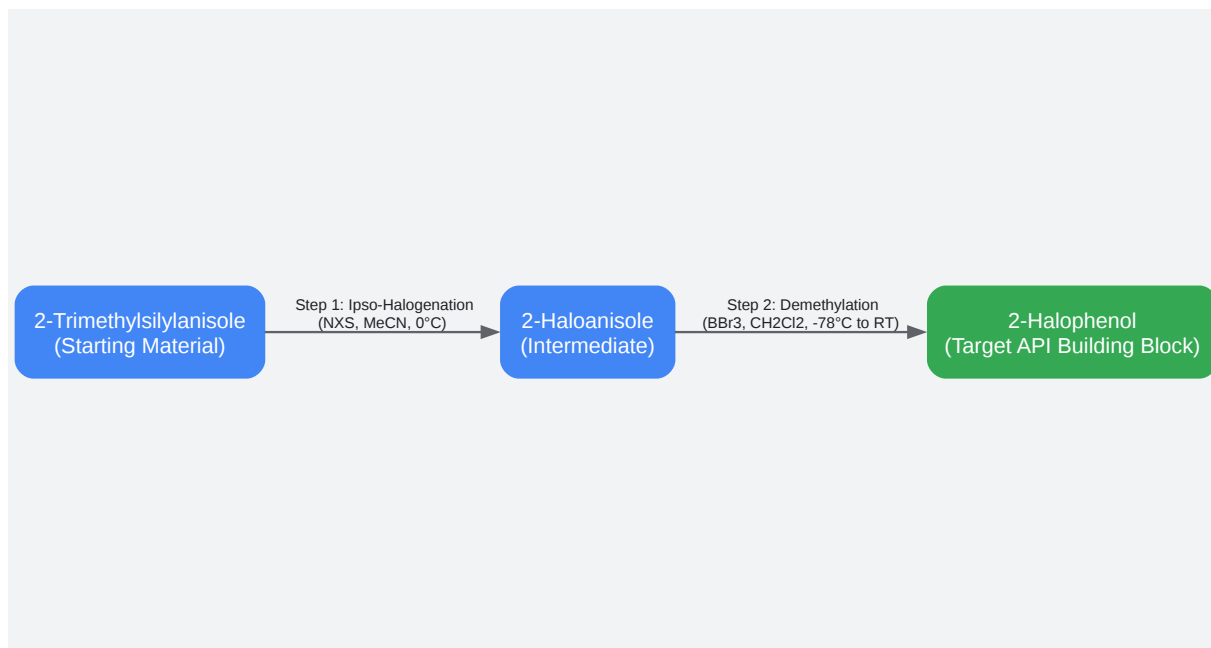 2-Trimethylsilylanisole
(Starting Material)
Step 1: Ipso-Halogenation
(NXS, MeCN, 0°C)
2-Haloanisole
(Intermediate)
Step 2: Demethylation
(BBr3, CH2Cl2, -78°C to RT)
2-Halophenol
(Target API Building Block)